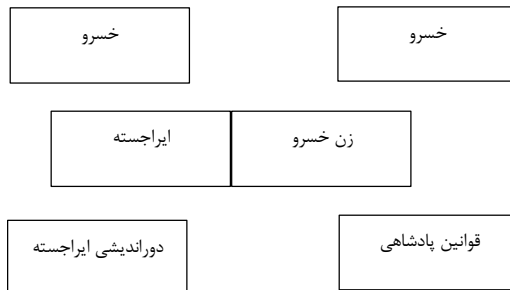 خسرو
خسرو
زن خسرو
ایراجسته
قوانین پادشاهی
دوراندیشی ایراجسته